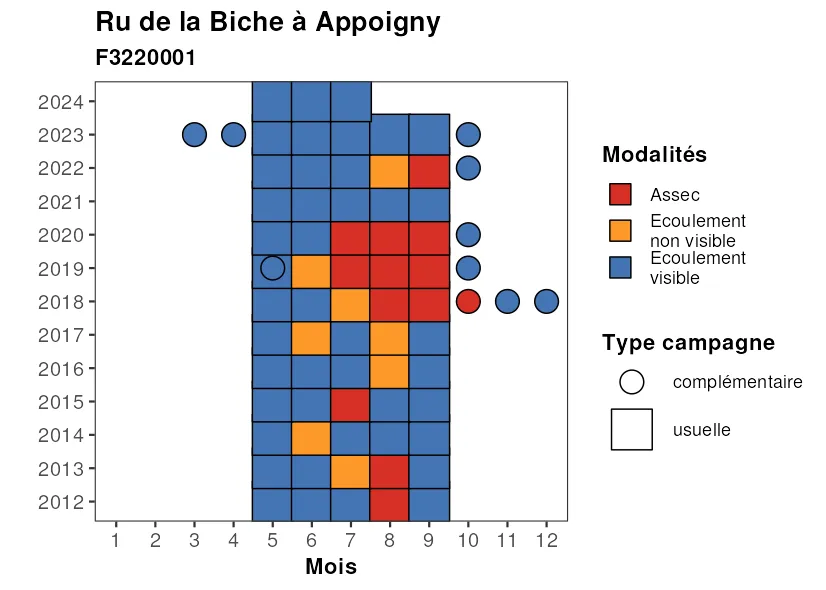 Ru de la Biche à Appoigny
F3220001
2024
2023
2022
2021
2020
2019
2018
2017
2016
2015
2014
2013
2012
1 2 3 4 5 6 7 8 9 10 11 12
Mois
Modalités
Assec
Ecoulement
non visible
Ecoulement
visible
Type campagne
complémentaire
usuelle